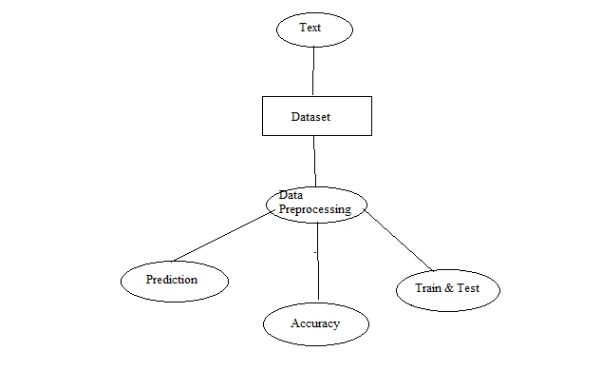 Text
Dataset
Data
Preprocessing
Prediction
Accuracy
Train & Test